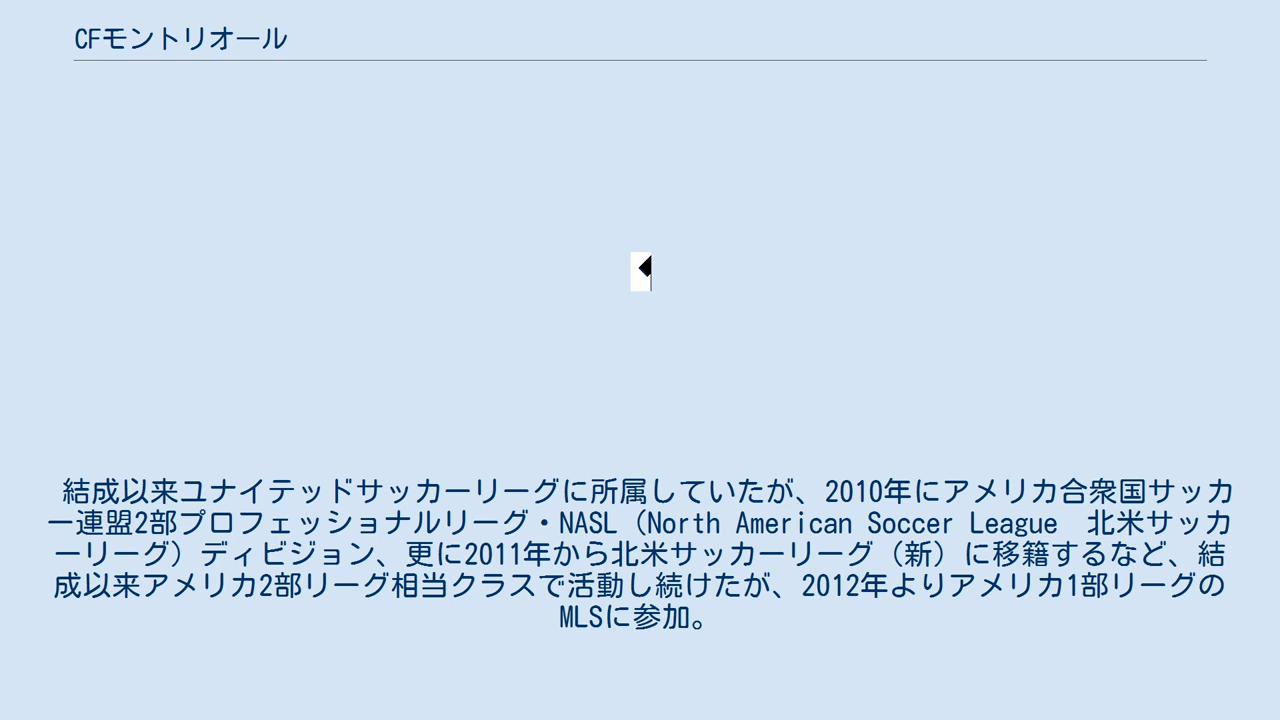 CFモントリオール
結成以来ユナイテッドサッカーリーグに所属していたが、2010年にアメリカ合衆国サッカ
ー連盟2部プロフェッショナルリーグ・NASL（North American Soccer League　北米サッカ
ーリーグ）ディビジョン、更に2011年から北米サッカーリーグ（新）に移籍するなど、結
成以来アメリカ2部リーグ相当クラスで活動し続けたが、2012年よりアメリカ1部リーグの
MLSに参加。